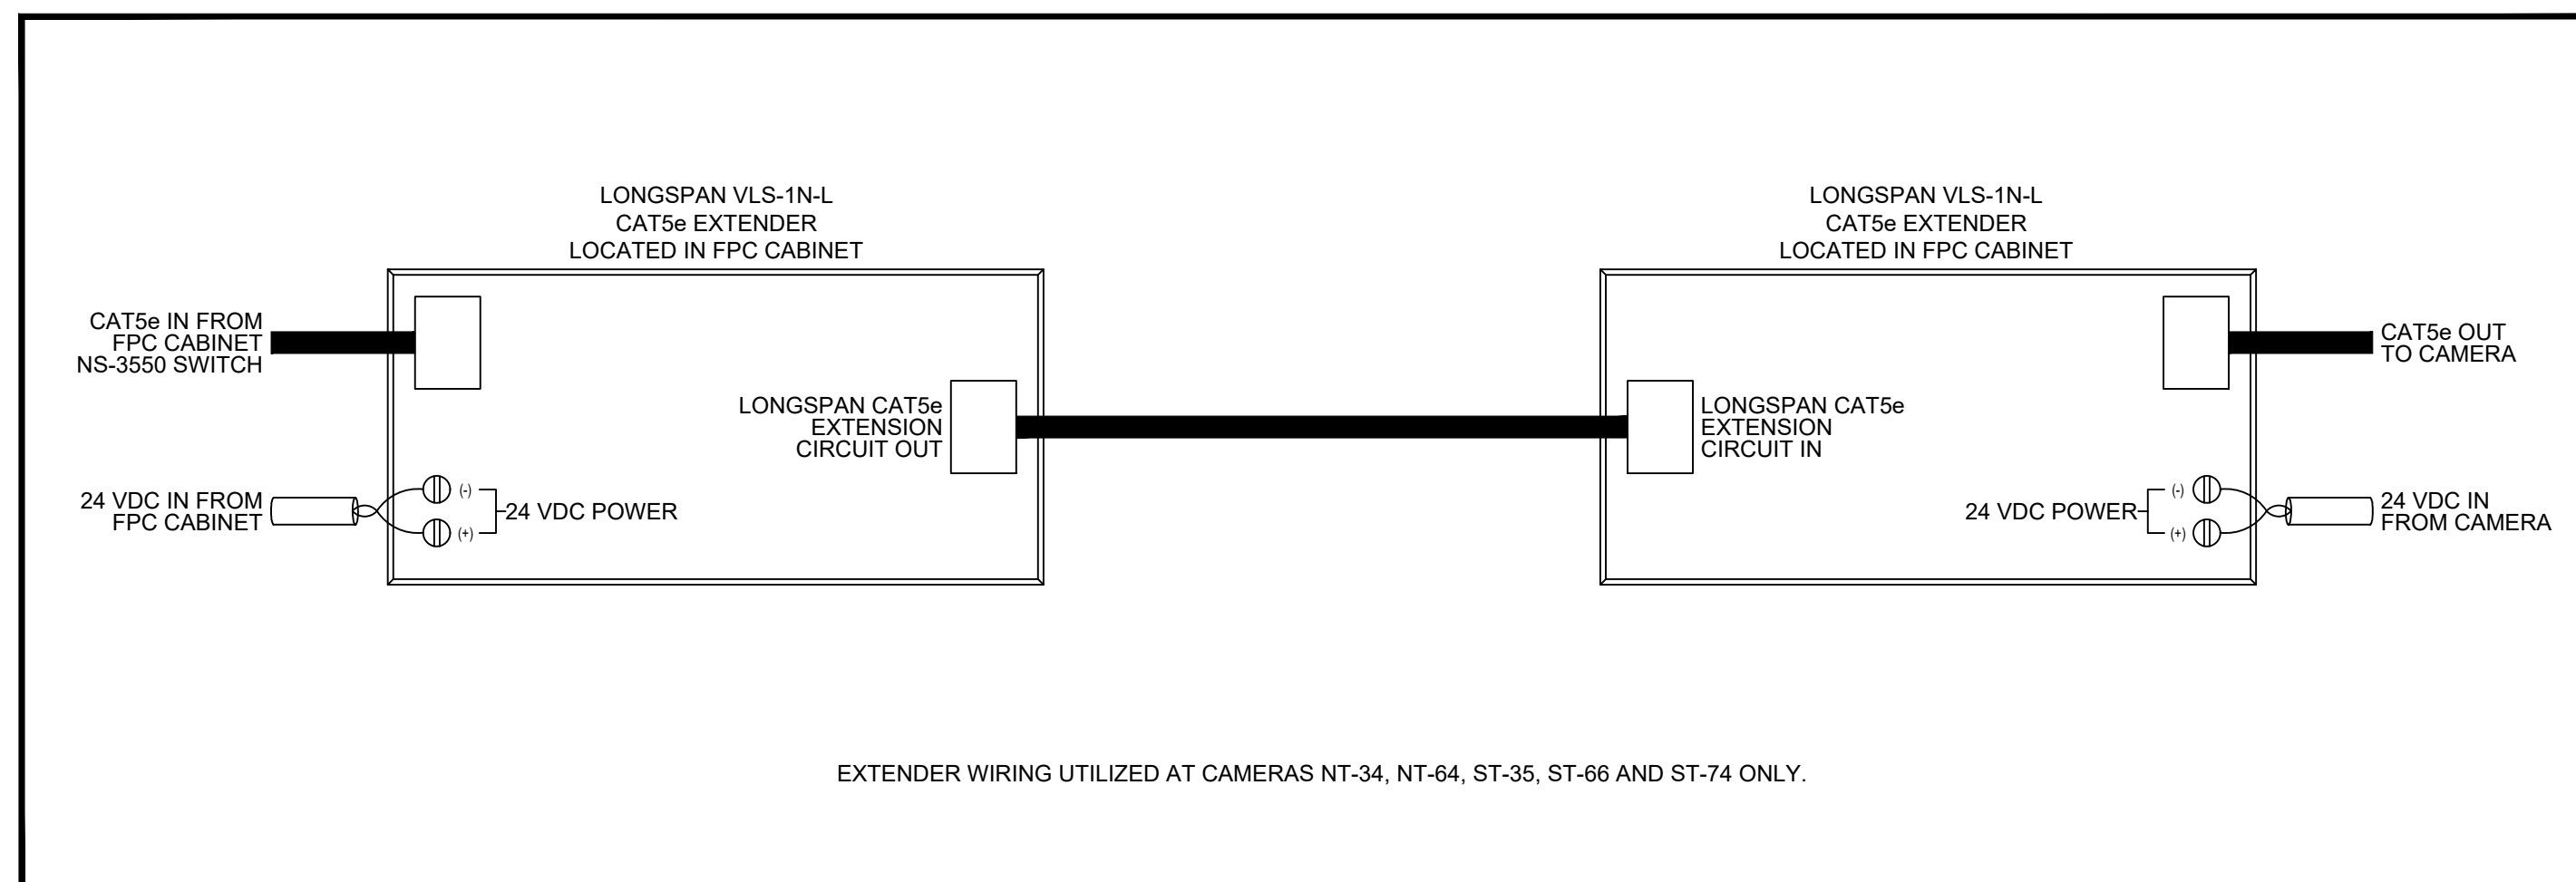 LONGSPAN VLS-1N-L
CAT5e EXTENDER
LOCATED IN FPC CABINET
CAT5e IN FROM
FPC CABINET
NS-3550 SWITCH
LONGSPAN CAT5e
EXTENSION
CIRCUIT OUT
24 VDC IN FROM
FPC CABINET
(-)
(+)
24 VDC POWER
LONGSPAN VLS-1N-L
CAT5e EXTENDER
LOCATED IN FPC CABINET
CAT5e OUT
TO CAMERA
LONGSPAN CAT5e
EXTENSION
CIRCUIT IN
24 VDC POWER
(-)
(+)
24 VDC IN
FROM CAMERA
EXTENDER WIRING UTILIZED AT CAMERAS NT-34, NT-64, ST-35, ST-66 AND ST-74 ONLY.